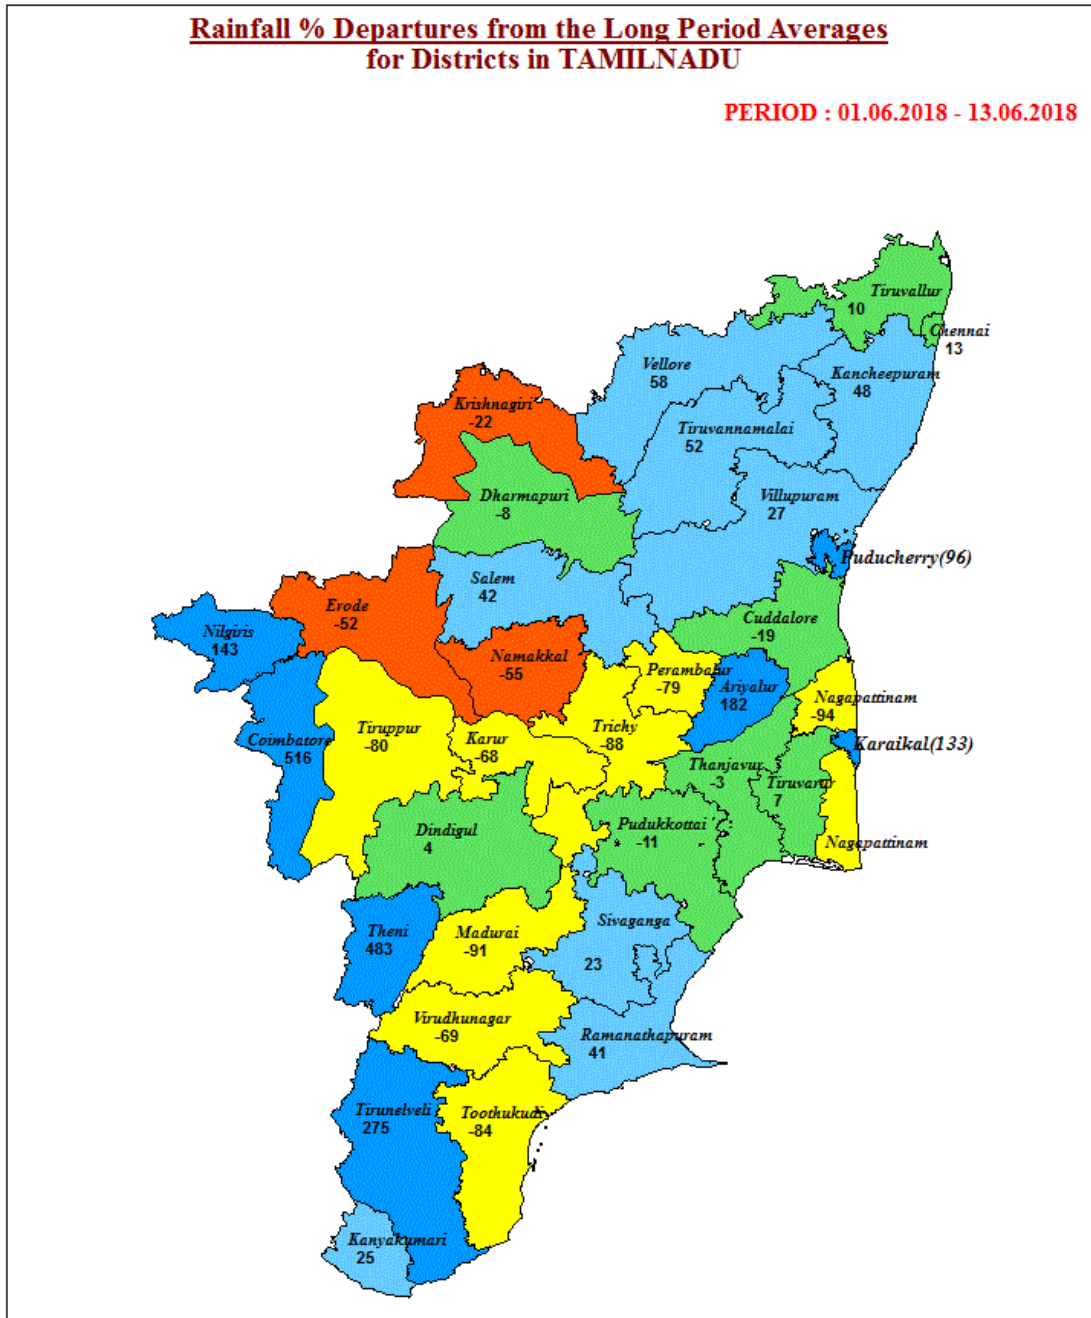 Rainfall % Departures from the Long Period Averages
for Districts in TAMILNADU
PERIOD : 01.06.2018 - 13.06.2018
Tiruvallur
10
Chennai
13
Vellore
58
Kancheepuram
48
Krishnagiri
-22
Tiruvannamalai
52
Dharmapuri
-8
Villupuram
27
Puducherry(96)
Salem
42
Erode
-52
Cuddalore
-19
Nilgiris
143
Namakkal
-55
Perambalur
-79
Ariyalur
182
Nagapattinam
-94
Tiruppur
-80
Trichy
-88
Coimbatore
516
Karur
-68
Karaikal(133)
Thanjavur
-3
Tiruvarur
7
Dindigul
4
Pudukkottai
-11
Nagapattinam
Theni
483
Madurai
-91
Sivaganga
23
Virudhunagar
-69
Ramanathapuram
41
Tirunelveli
275
Toothukudi
-84
Kanyakumari
25